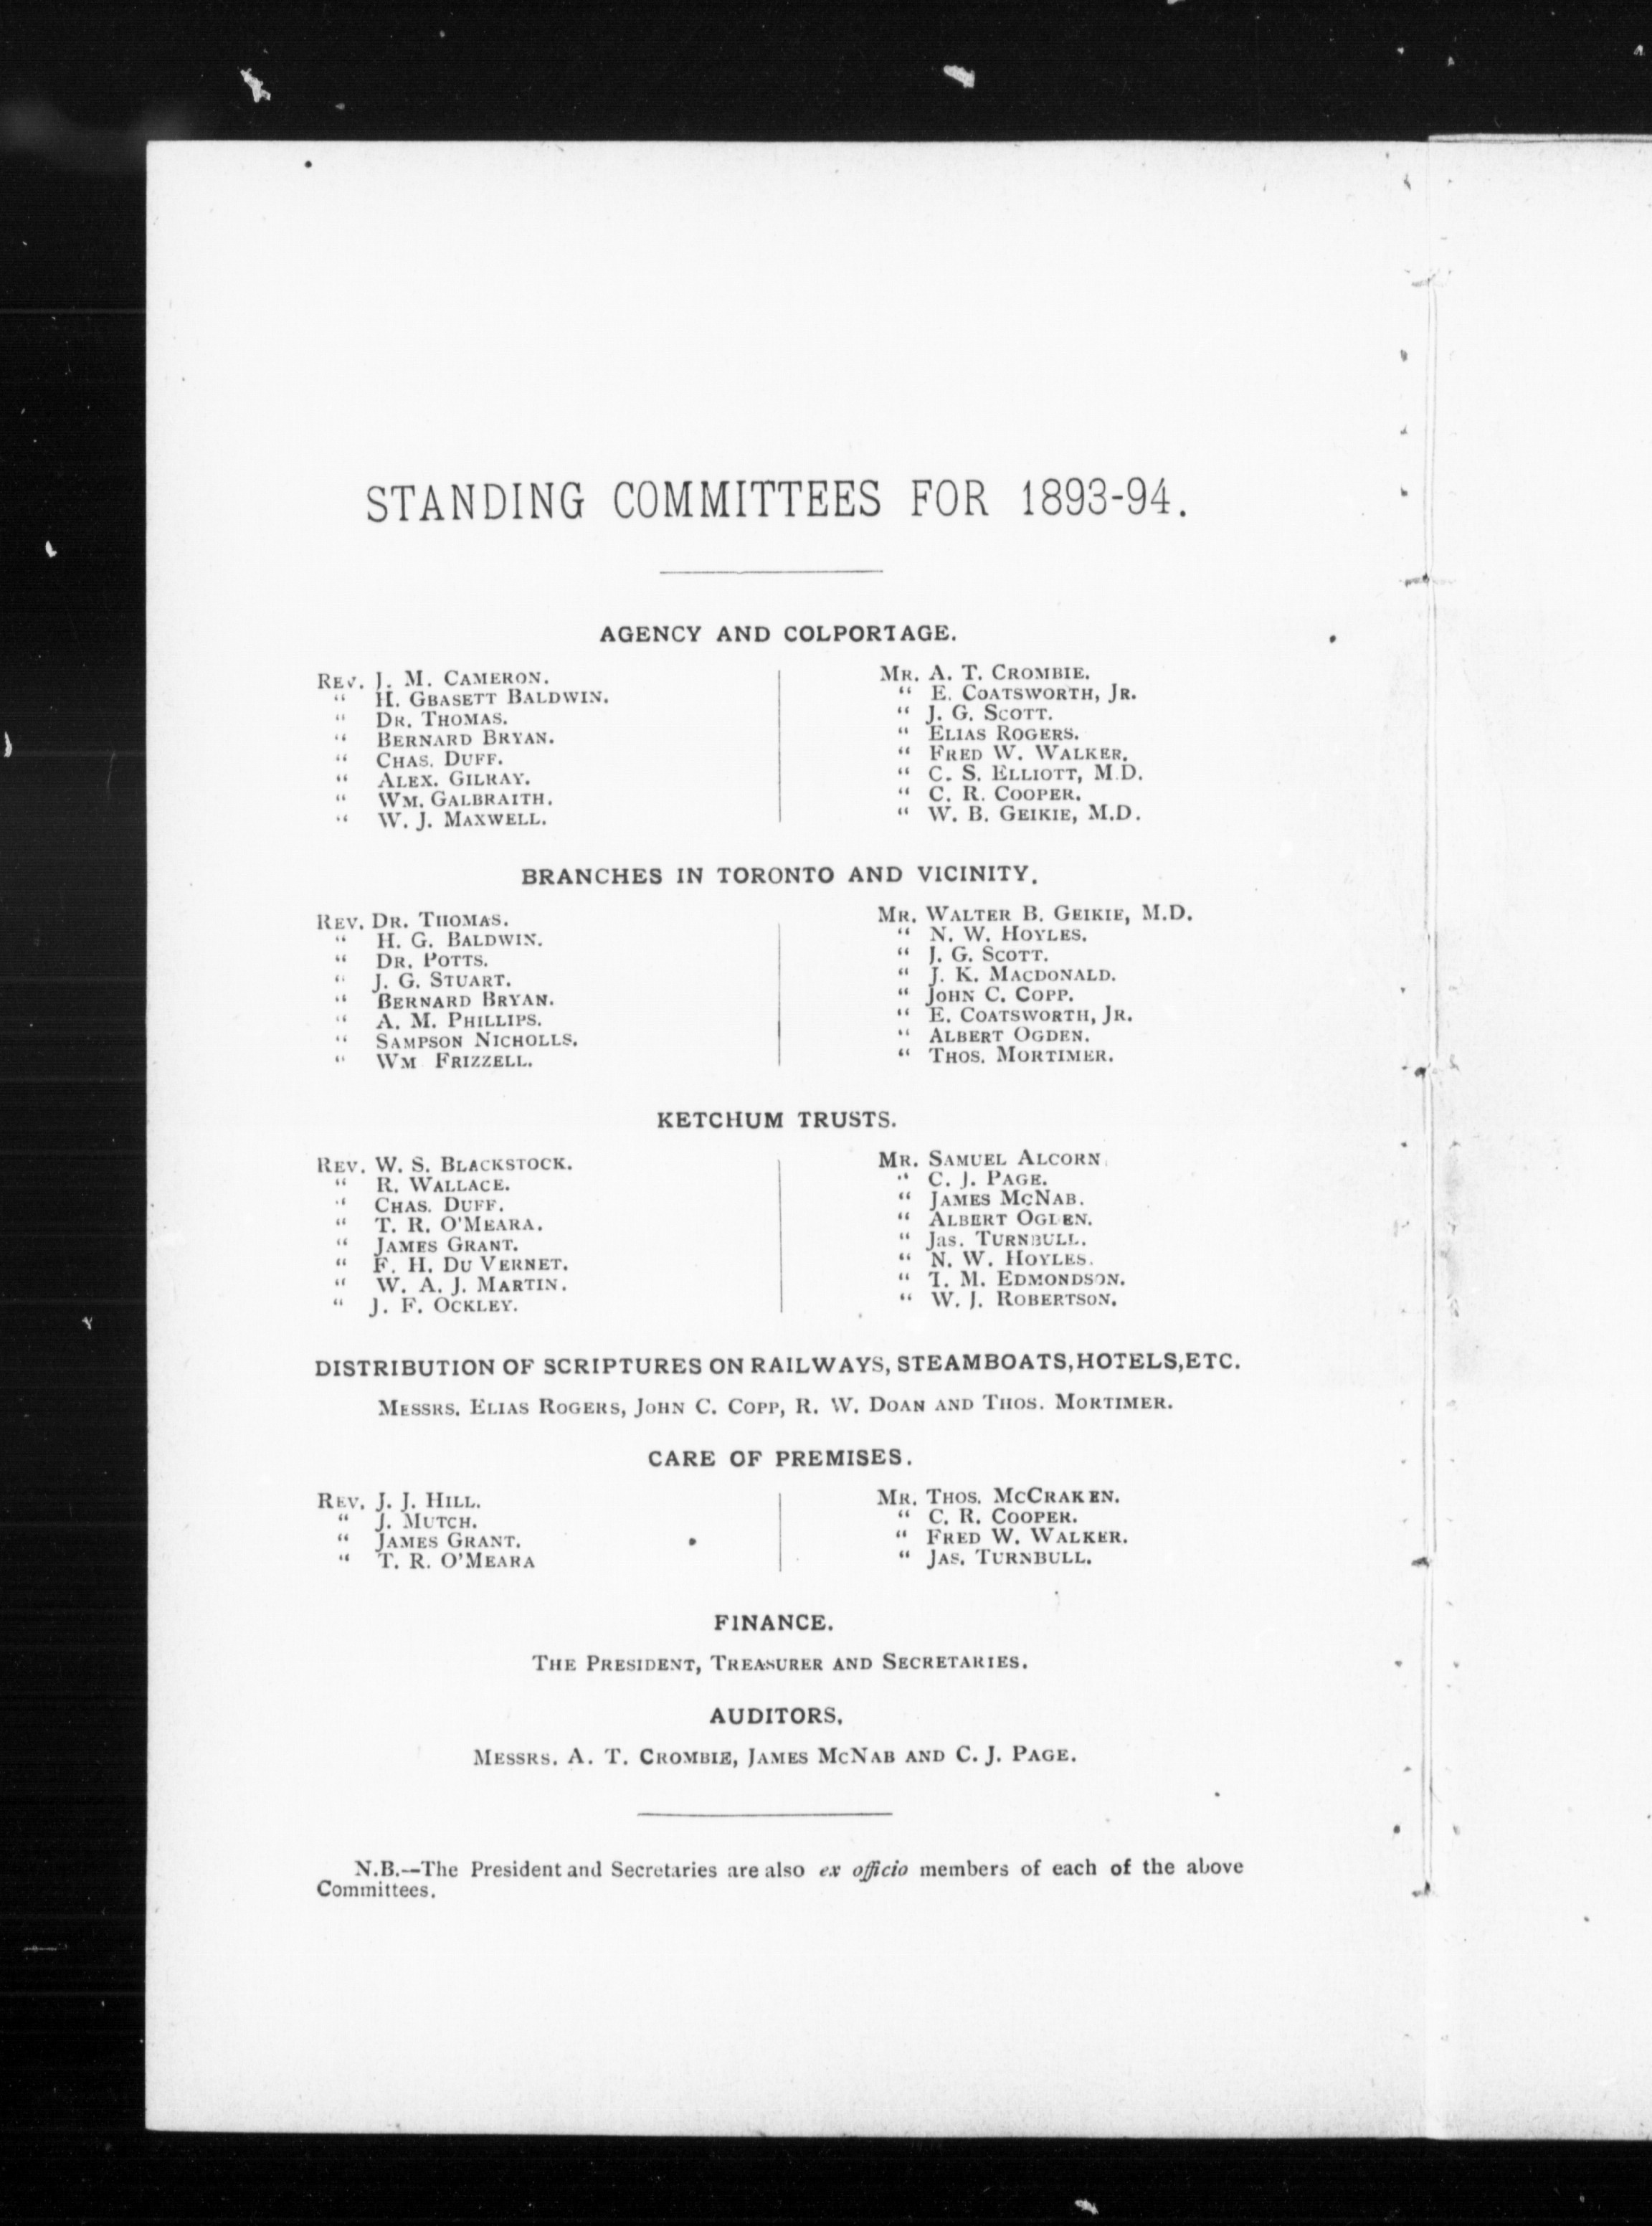 STANDING COMMITTEES FOR 1893-94.
AGENCY AND COLPORTAGE.
REV. J. M. CAMERON.
" H. GBASETT BALDWIN.
" DR. THOMAS.
" BERNARD BRYAN.
" CHAS. DUFF.
" ALEX. GILRAY.
" WM. GALBRAITH.
" W. J. MAXWELL.
MR. A. T. CROMBIE.
" E. COATSWORTH, JR.
" J. G. SCOTT.
" ELIAS ROGERS.
" FRED W. WALKER.
" C. S. ELLIOTT, M.D.
" C. R. COOPER.
" W. B. GEIKIE, M.D.
BRANCHES IN TORONTO AND VICINITY.
REV. DR. THOMAS.
" H. G. BALDWIN.
" DR. POTTS.
" J. G. STUART.
" BERNARD BRYAN.
" A. M. PHILLIPS.
" SAMPSON NICHOLLS.
" WM FRIZZELL.
MR. WALTER B. GEIKIE, M.D.
" N. W. HOYLES.
" J. G. SCOTT.
" J. K. MACDONALD.
" JOHN C. COPP.
" E. COATSWORTH, JR.
" ALBERT OGDEN.
" THOS. MORTIMER.
KETCHUM TRUSTS.
REV. W. S. BLACKSTOCK.
" R. WALLACE.
" CHAS. DUFF.
" T. R. O'MEARA.
" JAMES GRANT.
" F. H. DU VERNET.
" W. A. J. MARTIN.
" J. F. OCKLEY.
MR. SAMUEL ALCORN.
" C. J. PAGE.
" JAMES MCNAB.
" ALBERT OGDEN.
" Jas. TURNBULL.
" N. W. HOYLES.
" T. M. EDMONDSON.
" W. J. ROBERTSON.
DISTRIBUTION OF SCRIPTURES ON RAILWAYS, STEAMBOATS, HOTELS, ETC.
MESSRS. ELIAS ROGERS, JOHN C. COPP, R. W. DOAN AND THOS. MORTIMER.
CARE OF PREMISES.
REV. J. J. HILL.
" J. MUTCH.
" JAMES GRANT.
" T. R. O'MEARA
MR. THOS. MCCRAKEN.
" C. R. COOPER.
" FRED W. WALKER.
" JAS. TURNBULL.
FINANCE.
THE PRESIDENT, TREASURER AND SECRETARIES.
AUDITORS.
MESSRS. A. T. CROMBIE, JAMES MCNAB AND C. J. PAGE.
N.B.—The President and Secretaries are also ex officio members of each of the above
Committees.